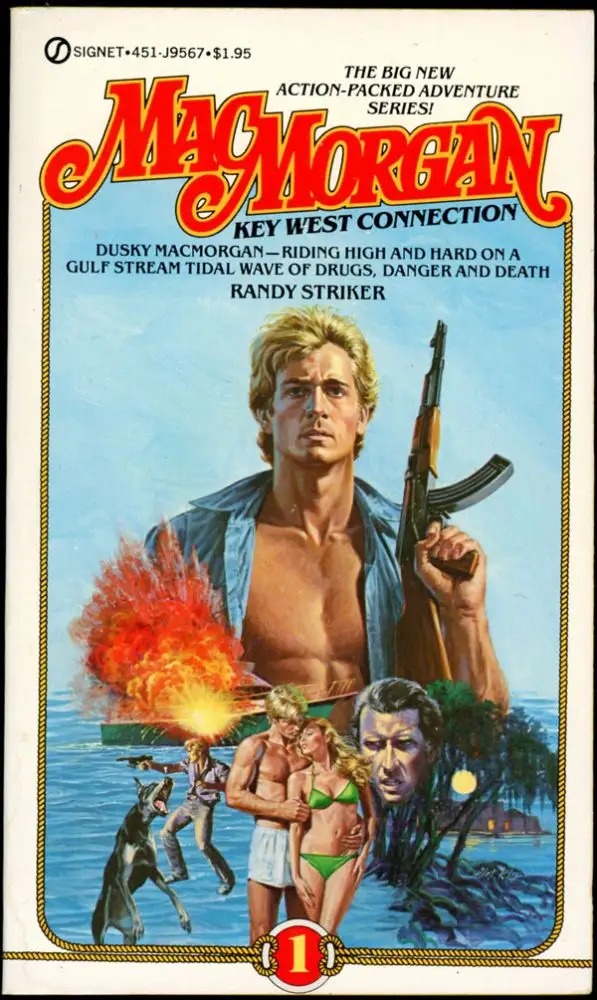 SIGNET•451-J9567•$1.95
THE BIG NEW
ACTION-PACKED ADVENTURE
SERIES!
MACMORGAN
KEY WEST CONNECTION
DUSKY MACMORGAN—RIDING HIGH AND HARD ON A
GULF STREAM TIDAL WAVE OF DRUGS, DANGER AND DEATH
RANDY STRIKER
1